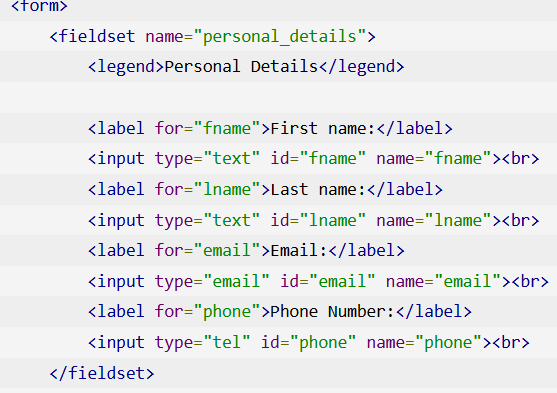 <form>
<fieldset name="personal_details">
<legend>Personal Details</legend>
<label for="fname">First name:</label>
<input type="text" id="fname" name="fname"><br>
<label for="lname">Last name:</label>
<input type="text" id="lname" name="lname"><br>
<label for="email">Email:</label>
<input type="email" id="email" name="email"><br>
<label for="phone">Phone Number:</label>
<input type="tel" id="phone" name="phone"><br>
</fieldset>